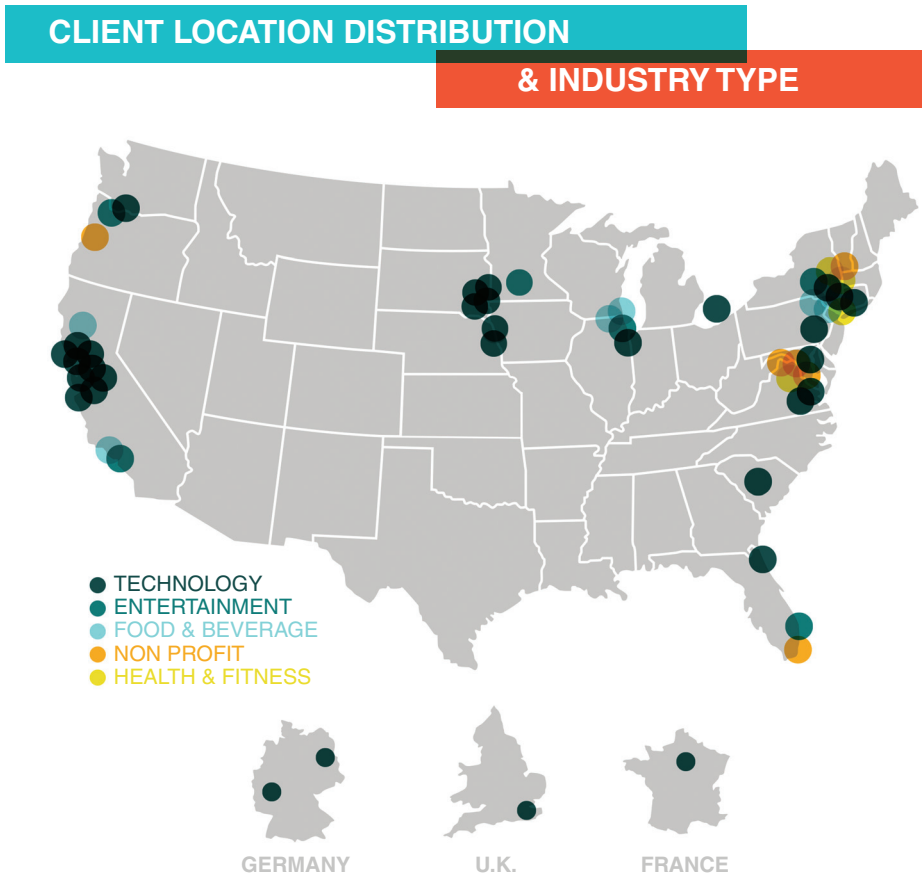 CLIENT LOCATION DISTRIBUTION
& INDUSTRY TYPE
TECHNOLOGY
ENTERTAINMENT
FOOD & BEVERAGE
NON PROFIT
HEALTH & FITNESS
GERMANY
U.K.
FRANCE